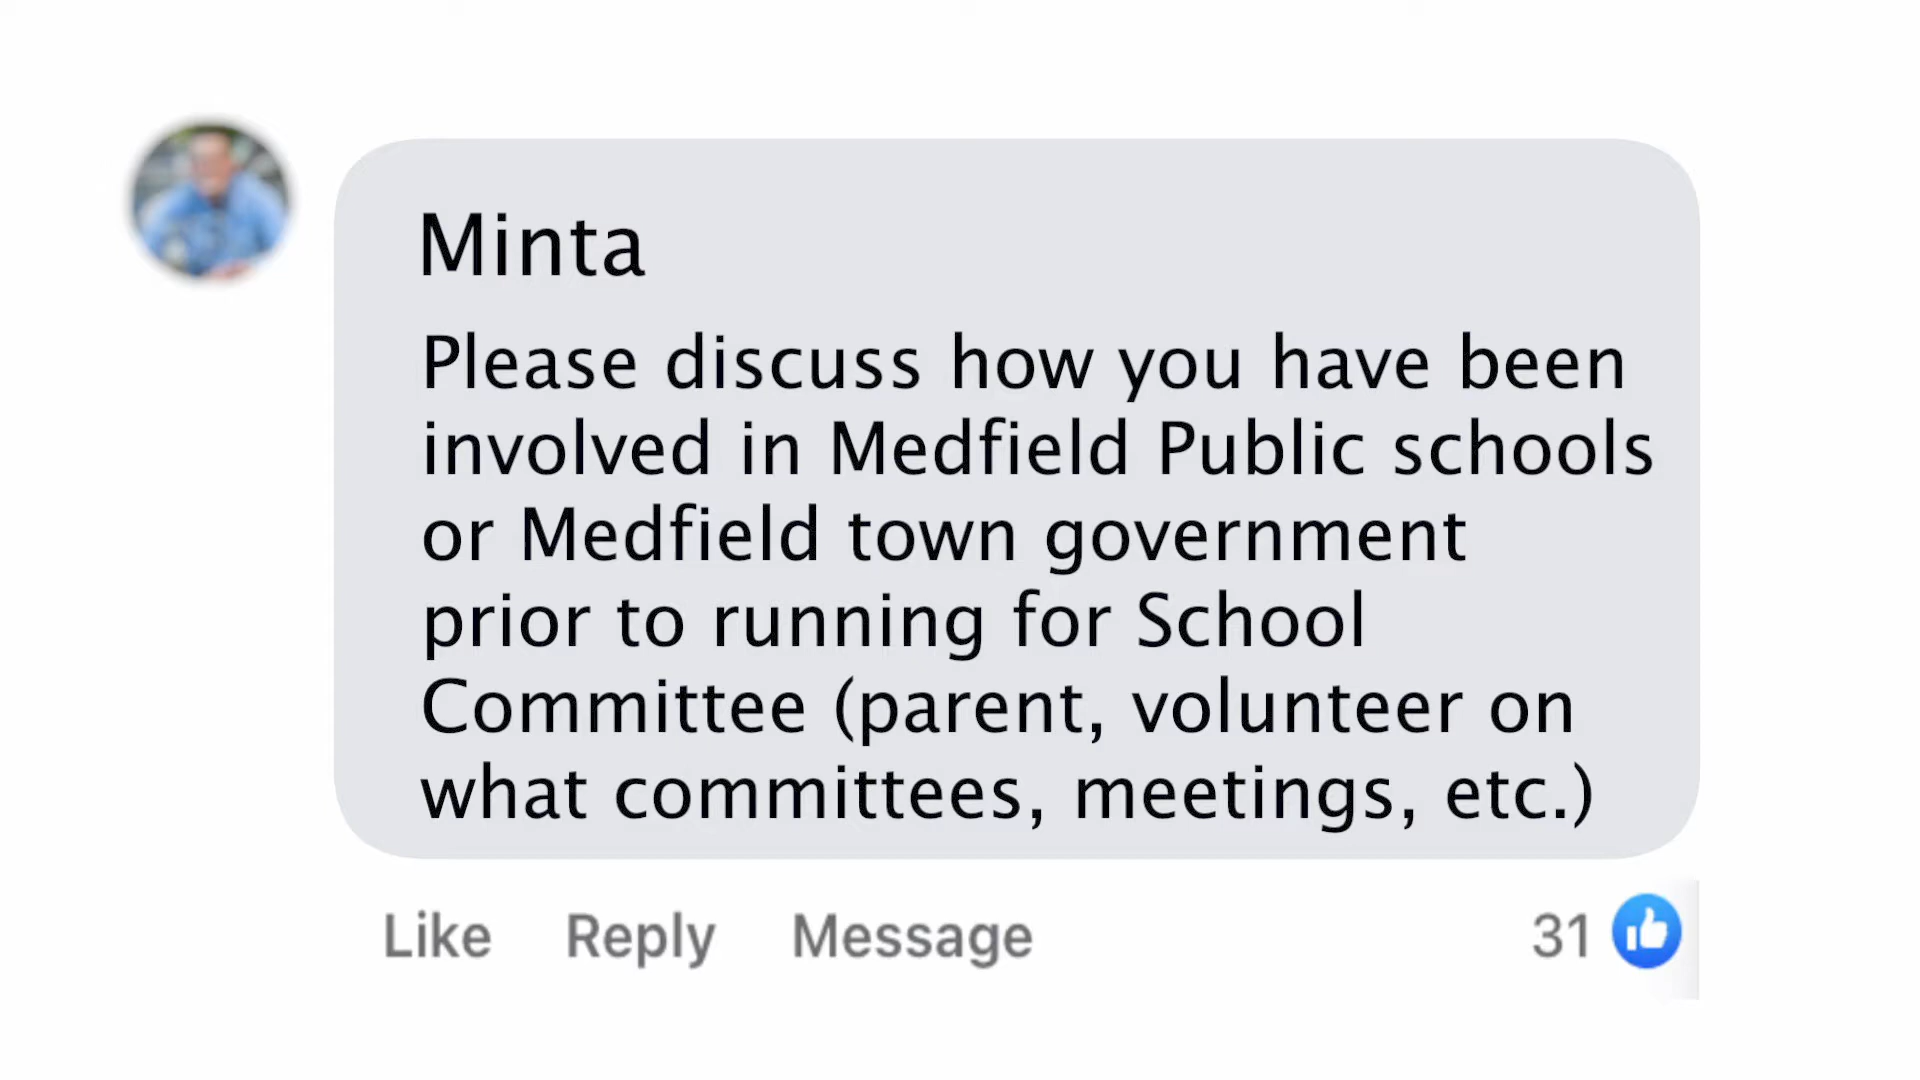 Minta
Please discuss how you have been
involved in Medfield Public schools
or Medfield town government
prior to running for School
Committee (parent, volunteer on
what committees, meetings, etc.)
Like Reply Message 31